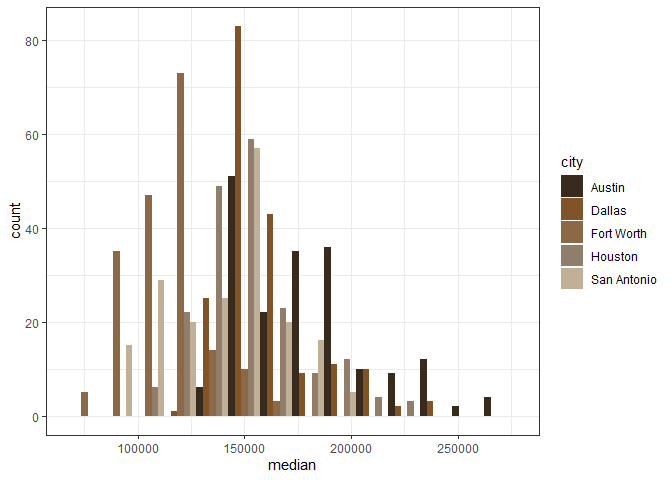 80
60
40
20
0
count
100000 150000 200000 250000
median
city
Austin
Dallas
Fort Worth
Houston
San Antonio